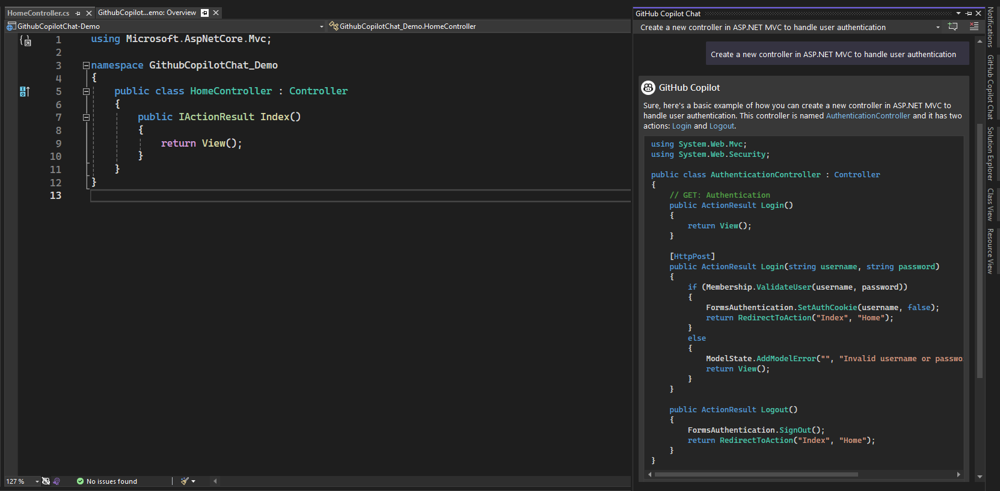 HomeController.cs
GithubCopilot...emo: Overview
GithubCopilotChat-Demo
GithubCopilotChat_Demo.HomeController
1 using Microsoft.AspNetCore.Mvc;
2
3 namespace GithubCopilotChat_Demo
4 {
5 public class HomeController : Controller
6 {
7 public IActionResult Index()
8 {
9 return View();
10 }
11 }
12 }
13
127 %
No issues found
GitHub Copilot Chat
Create a new controller in ASP.NET MVC to handle user authentication
Create a new controller in ASP.NET MVC to handle user authentication
GitHub Copilot
Sure, here's a basic example of how you can create a new controller in ASP.NET MVC to
handle user authentication. This controller is named AuthenticationController and it has two
actions: Login and Logout.
using System.Web.Mvc;
using System.Web.Security;
public class AuthenticationController : Controller
{
// GET: Authentication
public ActionResult Login()
{
return View();
}
[HttpPost]
public ActionResult Login(string username, string password)
{
if (Membership.ValidateUser(username, password))
{
FormsAuthentication.SetAuthCookie(username, false);
return RedirectToAction("Index", "Home");
}
else
{
ModelState.AddModelError("", "Invalid username or passwo
return View();
}
}
public ActionResult Logout()
{
FormsAuthentication.SignOut();
return RedirectToAction("Index", "Home");
}
}
Notifications
GitHub Copilot Chat
Solution Explorer
Class View
Resource View